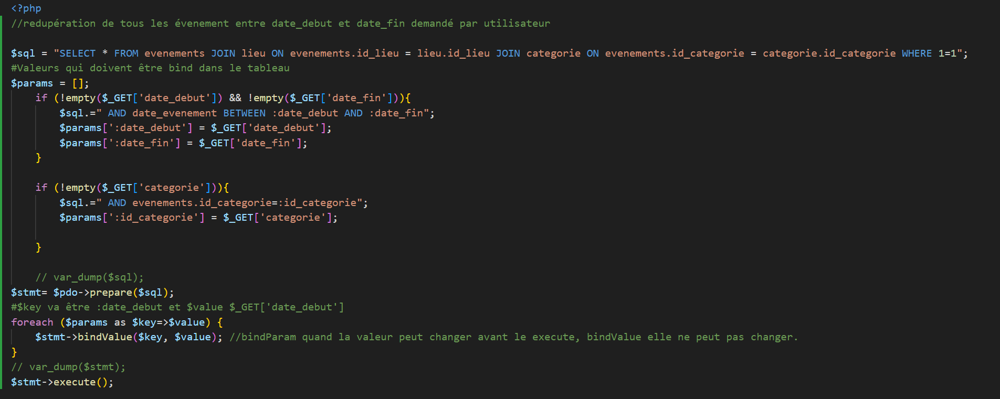 <?php
//redupération de tous les évenement entre date_debut et date_fin demandé par utilisateur
$sql = "SELECT * FROM evenements JOIN lieu ON evenements.id_lieu = lieu.id_lieu JOIN categorie ON evenements.id_categorie = categorie.id_categorie WHERE 1=1";
#Valeurs qui doivent être bind dans le tableau
$params = [];
if (!empty($_GET['date_debut']) && !empty($_GET['date_fin'])){
$sql.=" AND date_evenement BETWEEN :date_debut AND :date_fin";
$params[':date_debut'] = $_GET['date_debut'];
$params[':date_fin'] = $_GET['date_fin'];
}
if (!empty($_GET['categorie'])){
$sql.=" AND evenements.id_categorie=:id_categorie";
$params[':id_categorie'] = $_GET['categorie'];
}
// var_dump($sql);
$stmt= $pdo->prepare($sql);
#$key va être :date_debut et $value $_GET['date_debut']
foreach ($params as $key=>$value) {
$stmt->bindValue($key, $value); //bindParam quand la valeur peut changer avant le execute, bindValue elle ne peut pas changer.
}
// var_dump($stmt);
$stmt->execute();